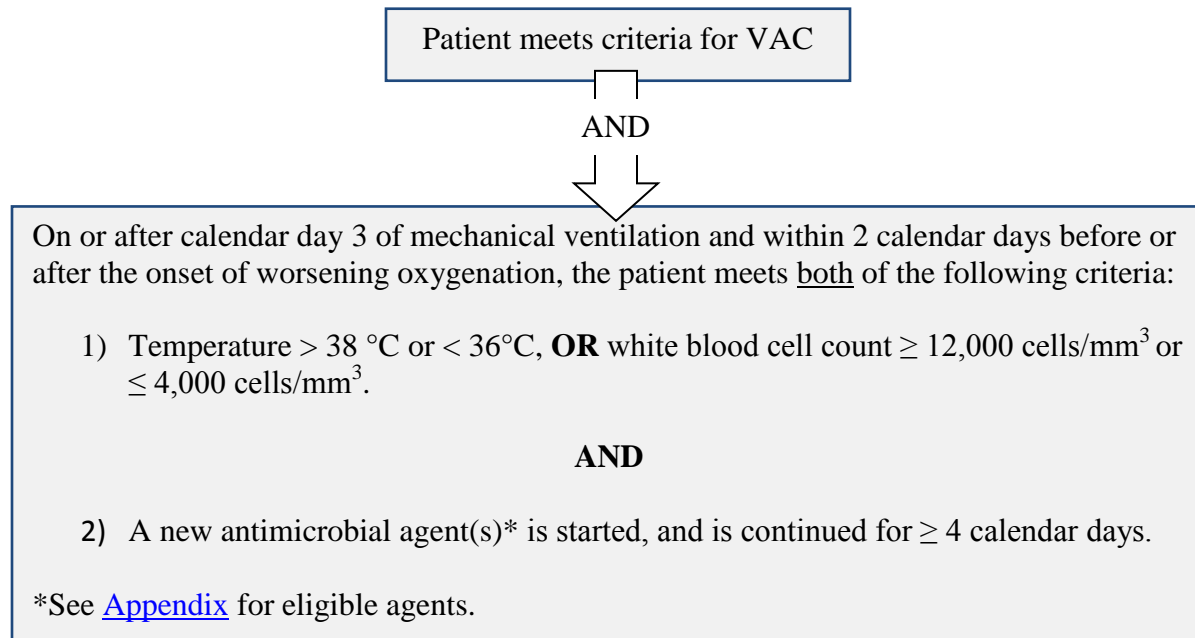 Patient meets criteria for VAC
AND
On or after calendar day 3 of mechanical ventilation and within 2 calendar days before or
after the onset of worsening oxygenation, the patient meets both of the following criteria:
1) Temperature > 38 °C or < 36°C, OR white blood cell count ≥ 12,000 cells/mm³ or
≤ 4,000 cells/mm³.
AND
2) A new antimicrobial agent(s)* is started, and is continued for ≥ 4 calendar days.
*See Appendix for eligible agents.